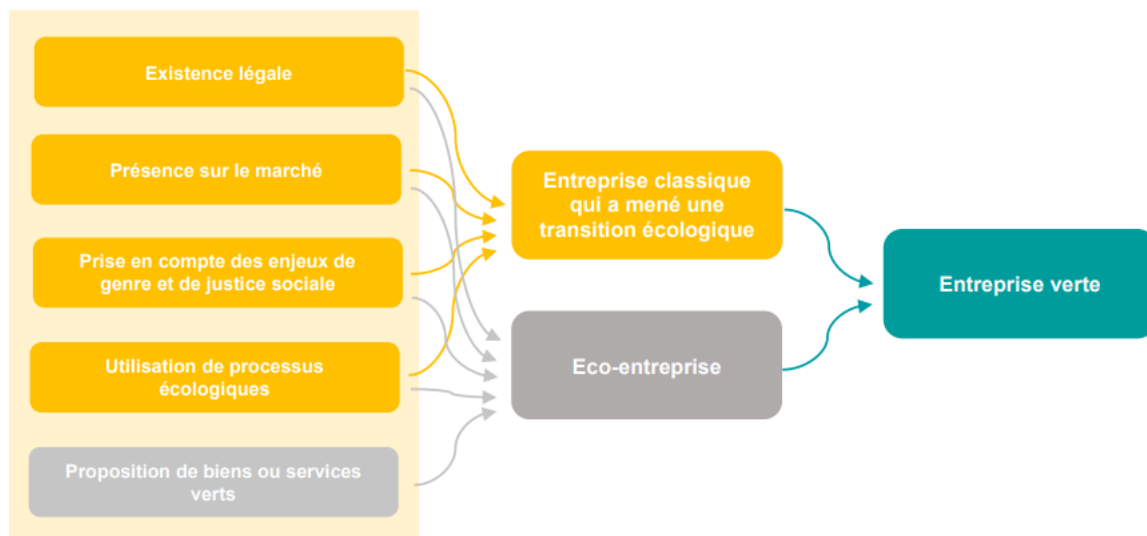 Existence légale
Présence sur le marché
Prise en compte des enjeux de
genre et de justice sociale
Utilisation de processus
écologiques
Proposition de biens ou services
verts
Entreprise classique
qui a mené une
transition écologique
Eco-entreprise
Entreprise verte